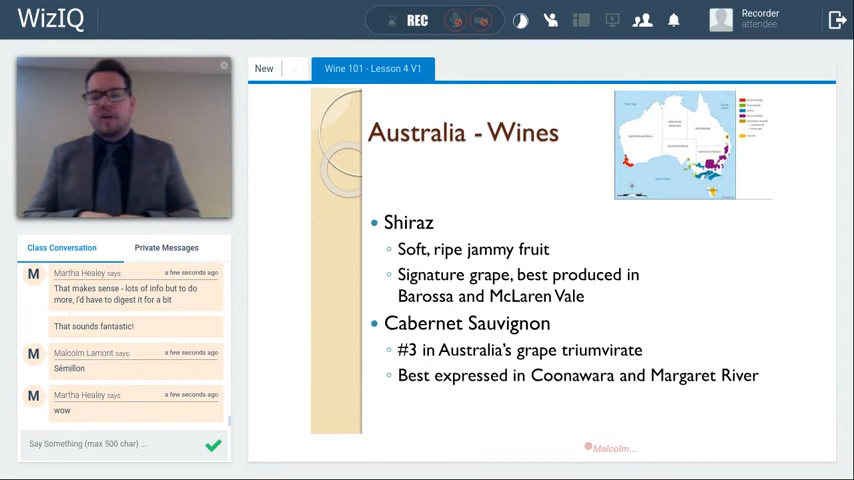 WizIQ
REC
Recorder
attendee
New
Wine 101 - Lesson 4 V1
Australia - Wines
Shiraz
Soft, ripe jammy fruit
Signature grape, best produced in
Barossa and McLaren Vale
Cabernet Sauvignon
#3 in Australia's grape triumvirate
Best expressed in Coonawara and Margaret River
Malcolm...
Class Conversation
Private Messages
M
Martha Healey says:
a few seconds ago
That makes sense - lots of info but to do
more, I'd have to digest it for a bit
That sounds fantastic!
M
Malcolm Lamont says:
a few seconds ago
Sémillon
M
Martha Healey says:
a few seconds ago
wow
Say Something (max 500 char) ...